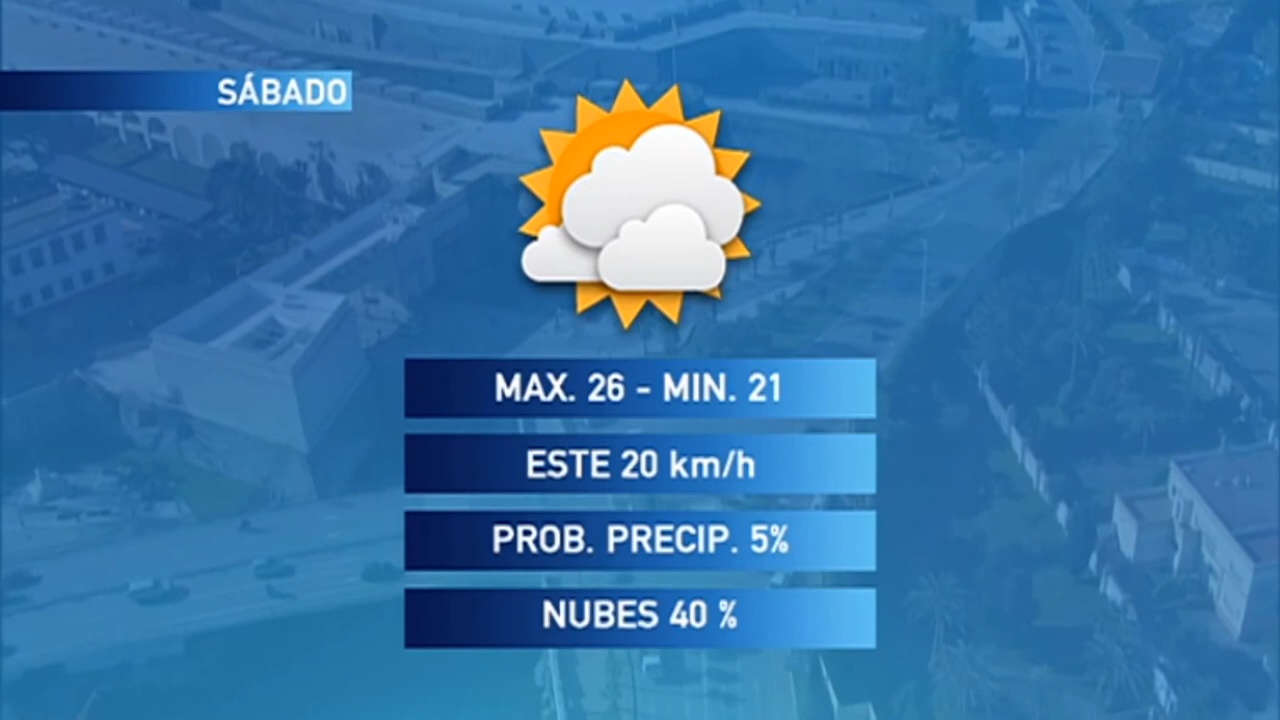 SÁBADO
MAX. 26 - MIN. 21
ESTE 20 km/h
PROB. PRECIP. 5%
NUBES 40 %